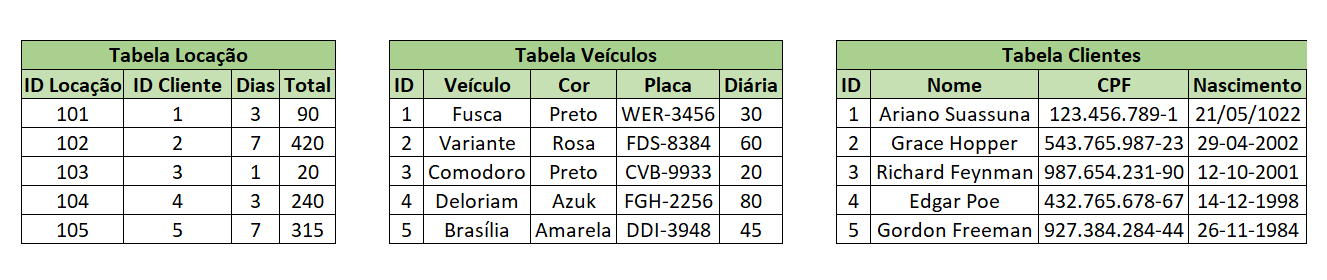 Tabela Locação
ID Locação ID Cliente Dias Total
101 1 3 90
102 2 7 420
103 3 1 20
104 4 3 240
105 5 7 315
Tabela Veículos
ID Veículo Cor Placa Diária
1 Fusca Preto WER-3456 30
2 Variante Rosa FDS-8384 60
3 Comodoro Preto CVB-9933 20
4 Deloriam Azuk FGH-2256 80
5 Brasília Amarela DDI-3948 45
Tabela Clientes
ID Nome CPF Nascimento
1 Ariano Suassuna 123.456.789-1 21/05/1022
2 Grace Hopper 543.765.987-23 29-04-2002
3 Richard Feynman 987.654.231-90 12-10-2001
4 Edgar Poe 432.765.678-67 14-12-1998
5 Gordon Freeman 927.384.284-44 26-11-1984